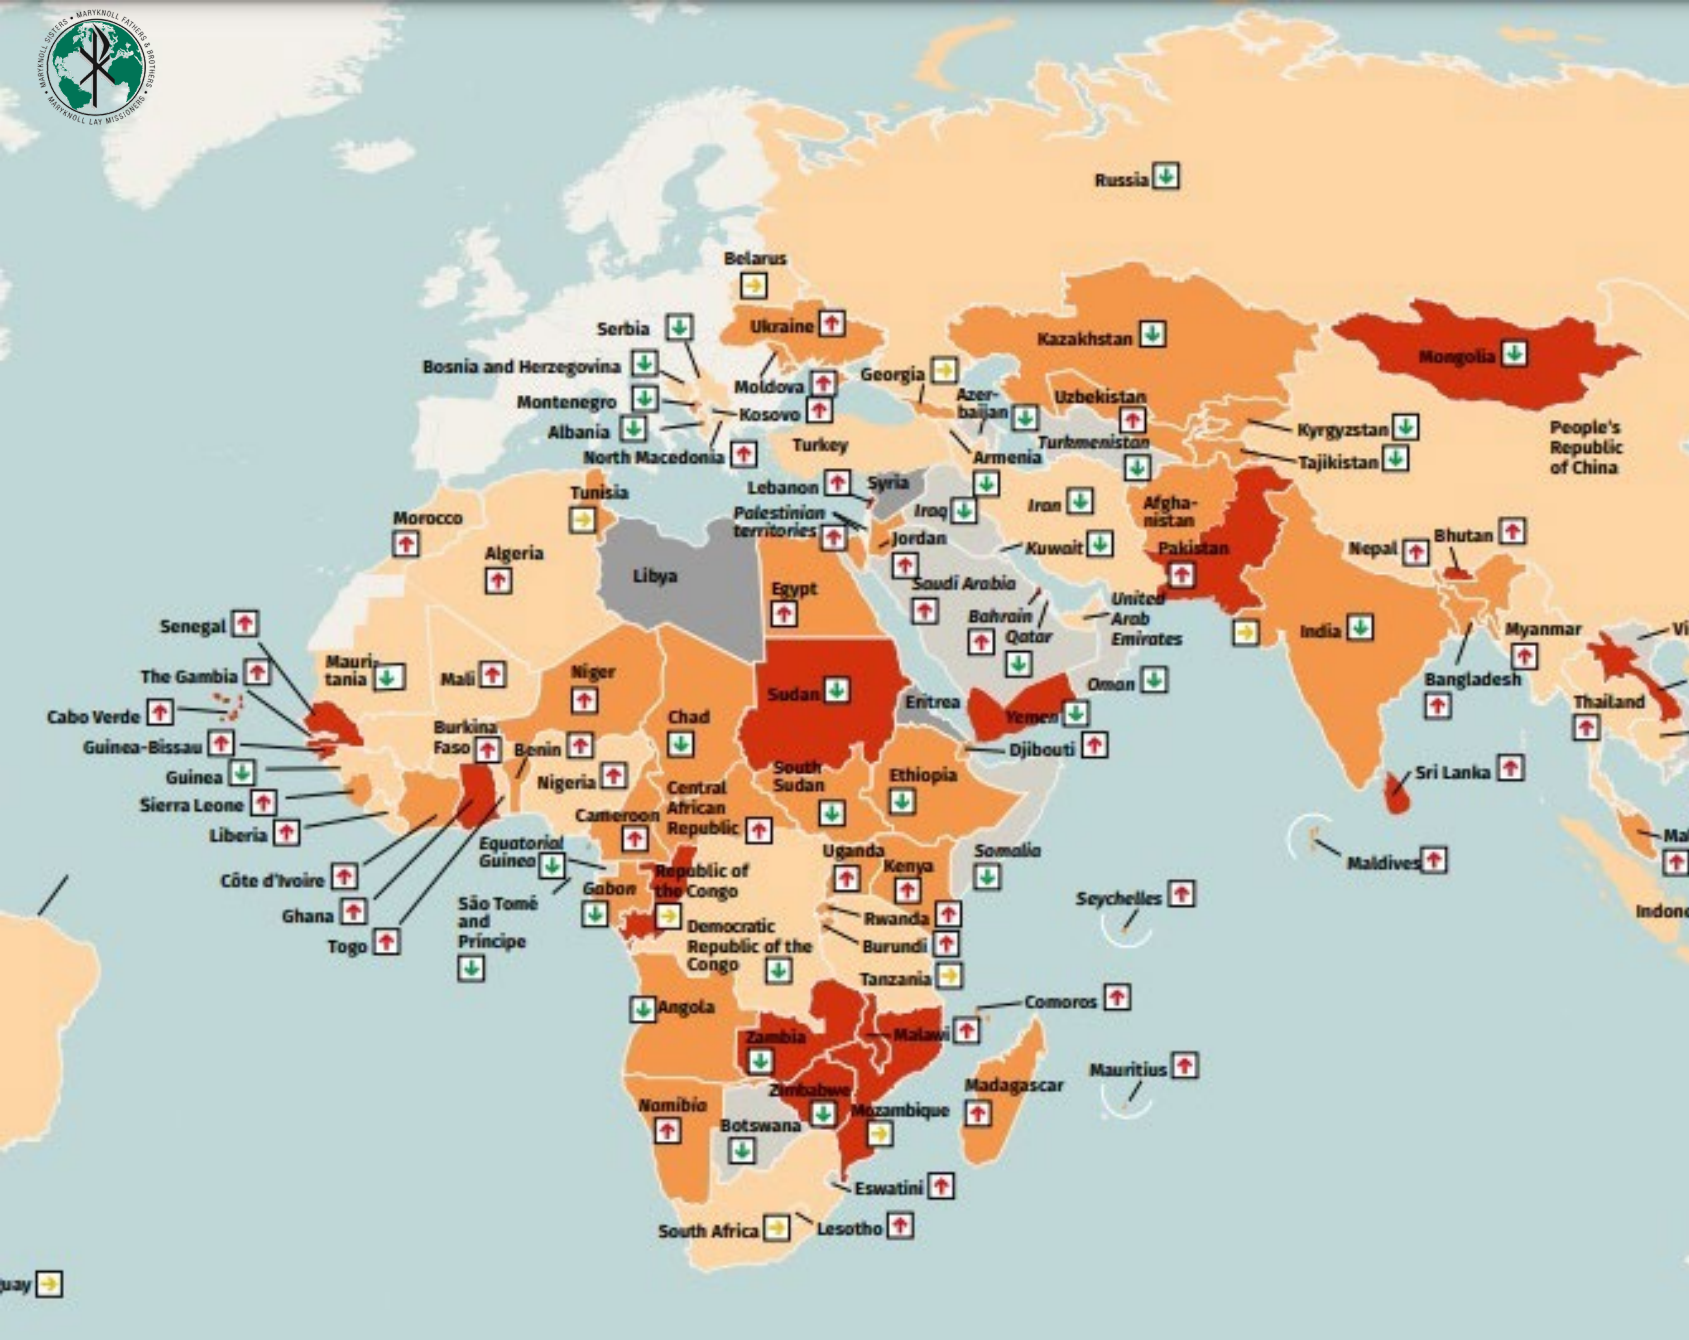 MARYKNOLL SISTERS • MARYKNOLL FATHERS & BROTHERS • MARYKNOLL LAY MISSIONERS •
Russia
Belarus
Serbia
Ukraine
Kazakhstan
Mongolia
Bosnia and Herzegovina
Moldova
Georgia
Montenegro
Kosovo
Azer-
baijan
Uzbekistan
Albania
Turkmenistan
Kyrgyzstan
People's
Republic
of China
North Macedonia
Turkey
Armenia
Tajikistan
Lebanon
Syria
Tunisia
Palestinian
territories
Iraq
Iran
Afgha-
nistan
Morocco
Jordan
Kuwait
Pakistan
Nepal
Bhutan
Algeria
Libya
Egypt
Saudi Arabia
Bahrain
Qatar
United
Arab
Emirates
Senegal
India
Myanmar
Vi
The Gambia
Mauri-
tania
Mali
Niger
Sudan
Eritrea
Yemen
Oman
Bangladesh
Thailand
Cabo Verde
Burkina
Faso
Chad
Guinea-Bissau
Benin
Djibouti
Guinea
Nigeria
South
Sudan
Ethiopia
Sri Lanka
Sierra Leone
Central
African
Republic
Liberia
Cameroon
Equatorial
Guinea
Uganda
Kenya
Somalia
Maldives
Mal
Côte d'Ivoire
Gabon
Republic of
the Congo
Seychelles
Indone
Ghana
São Tomé
and
Príncipe
Rwanda
Togo
Democratic
Republic of the
Congo
Burundi
Tanzania
Angola
Comoros
Zambia
Malawi
Mauritius
Zimbabwe
Madagascar
Namibia
Botswana
Mozambique
Eswatini
South Africa
Lesotho
guay